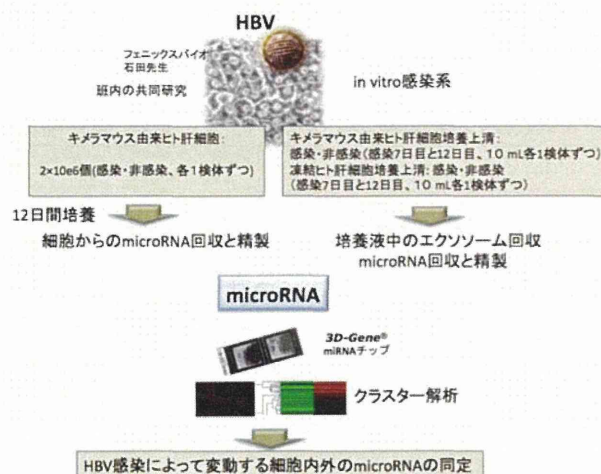 HBV
フェニックスバイオ
石田先生
班内の共同研究
in vitro感染系
キメラマウス由来ヒト肝細胞:
2×10e6個(感染・非感染、各1検体ずつ)
キメラマウス由来ヒト肝細胞培養上清:
感染・非感染(感染7日目と12日目、10 mL各1検体ずつ)
凍結ヒト肝細胞培養上清: 感染・非感染
(感染7日目と12日目、10 mL各1検体ずつ)
12日間培養
細胞からのmicroRNA回収と精製
培養液中のエクソソーム回収
microRNA回収と精製
microRNA
3D-Gene®
miRNAチップ
クラスター解析
HBV感染によって変動する細胞内外のmicroRNAの同定